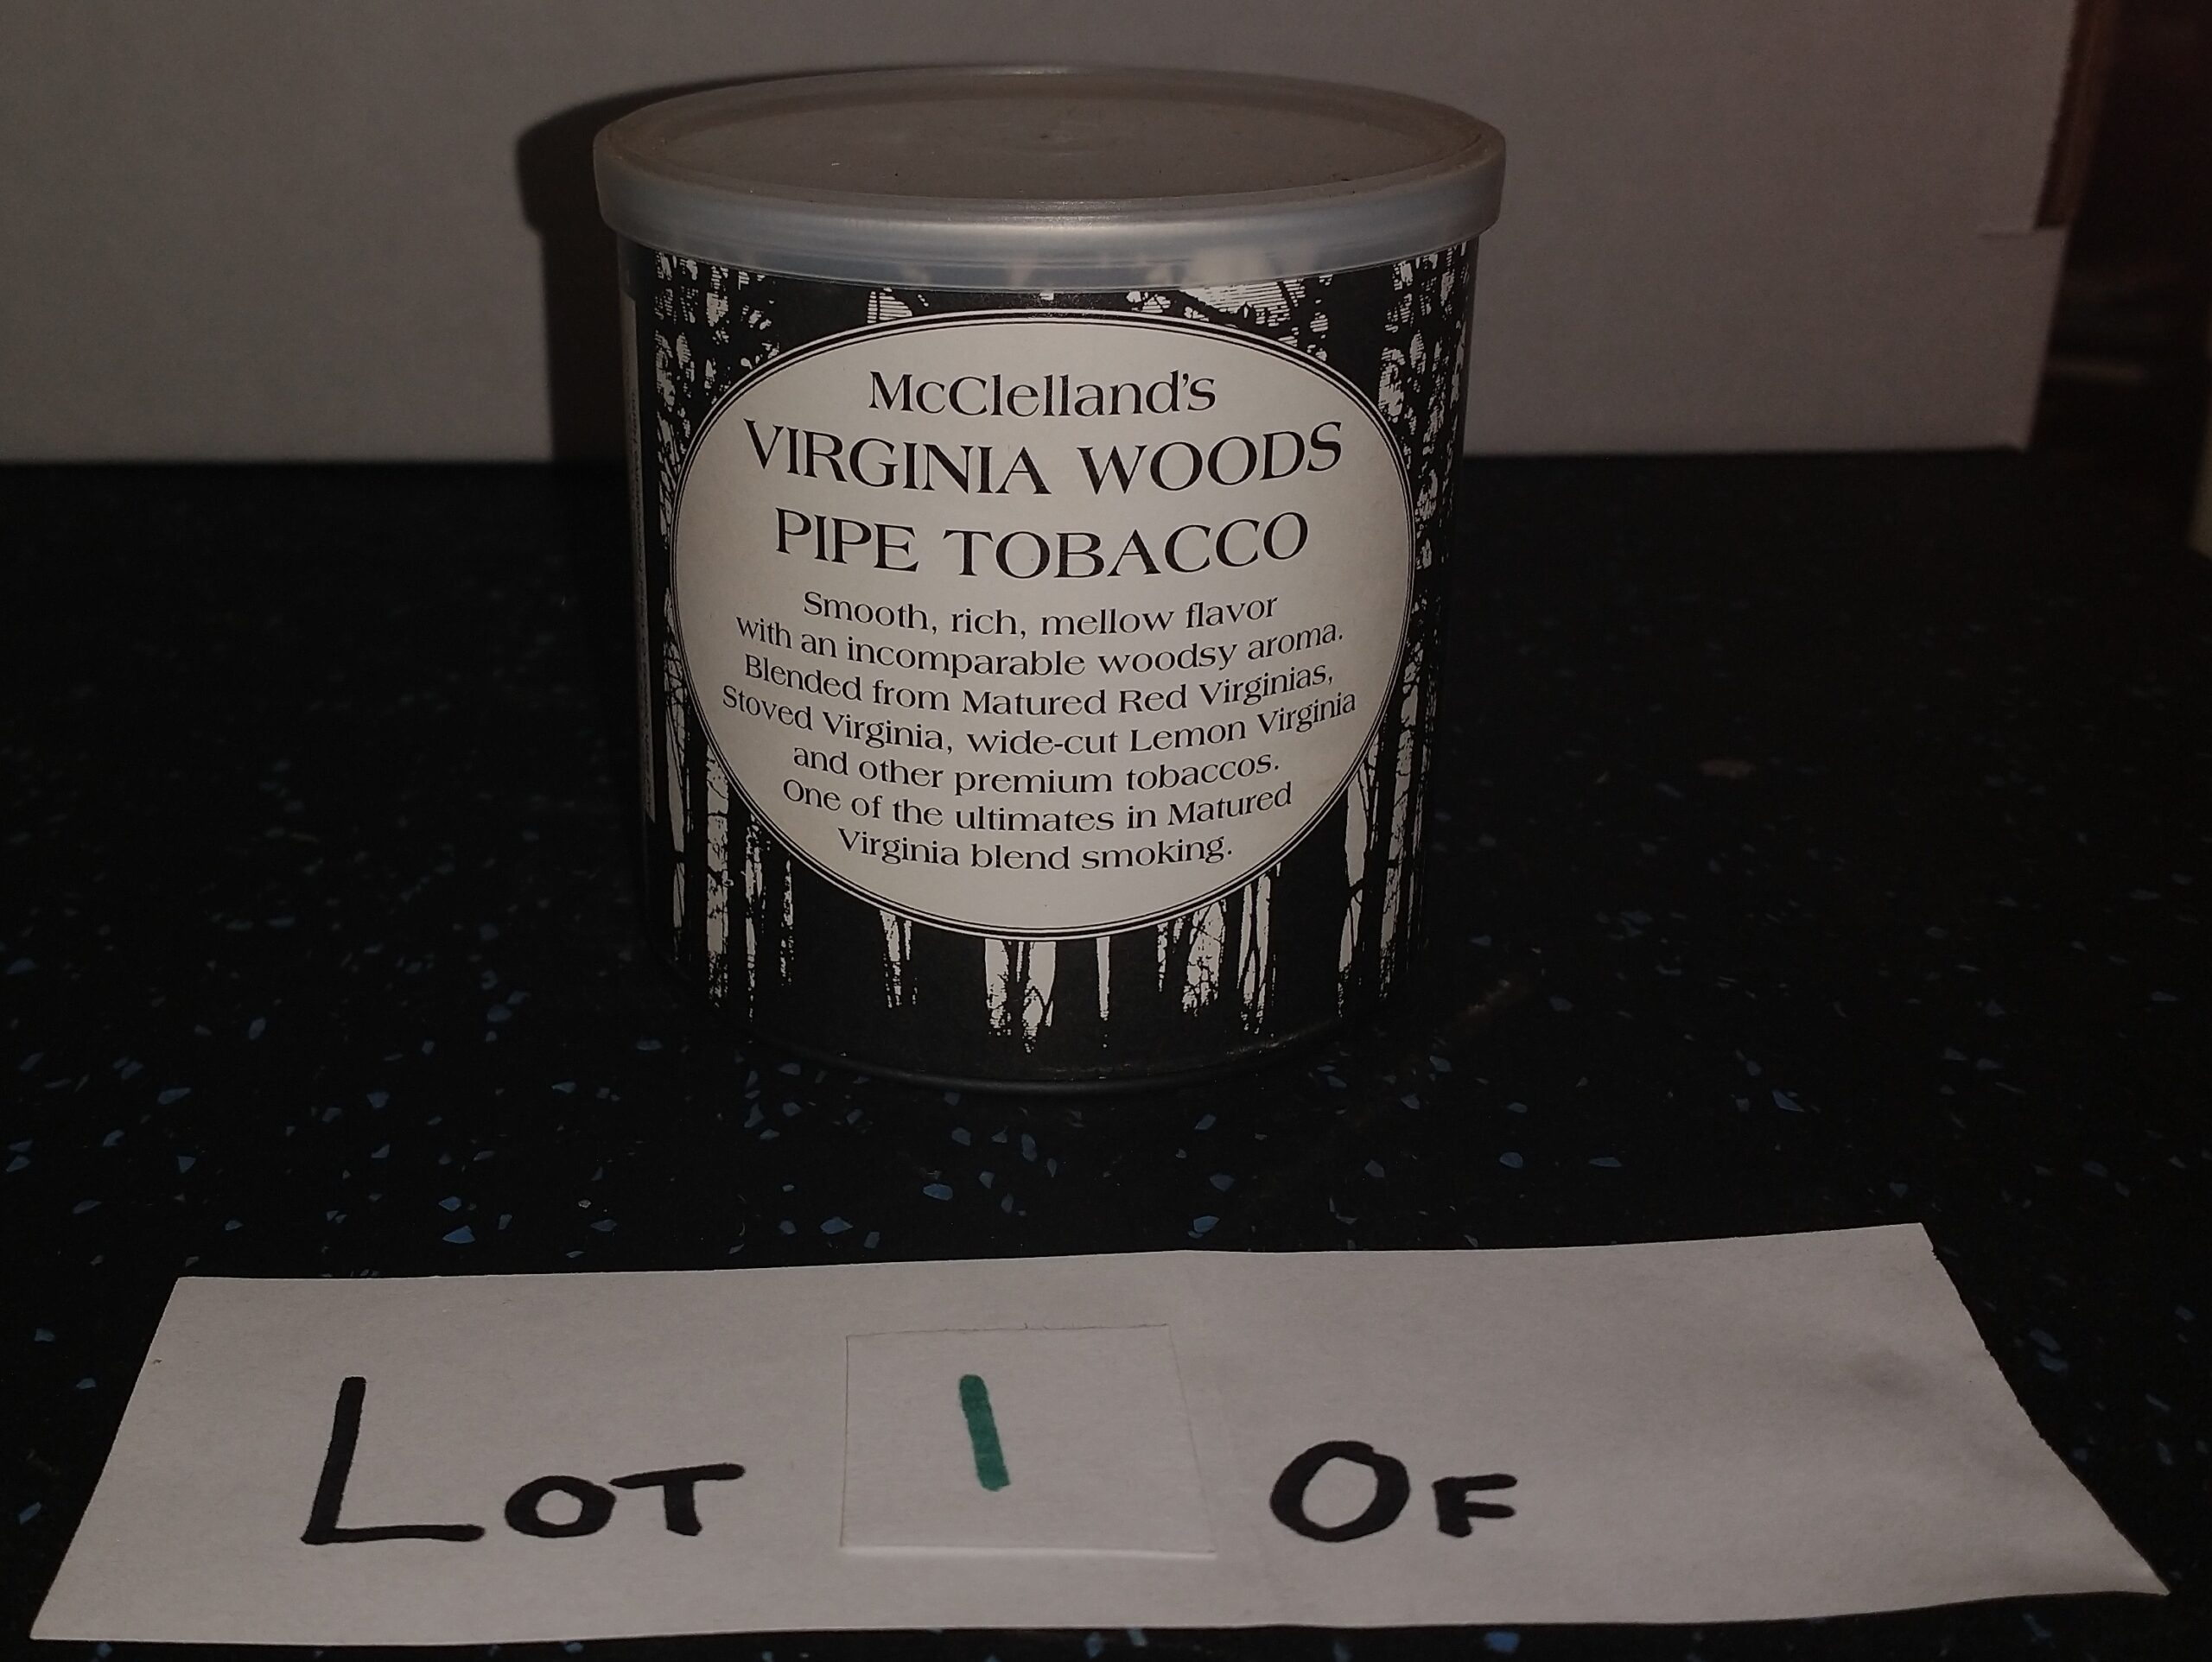 McClelland's
VIRGINIA WOODS
PIPE TOBACCO
Smooth, rich, mellow flavor
with an incomparable woodsy aroma.
Blended from Matured Red Virginias,
Stoved Virginia, wide-cut Lemon Virginia
and other premium tobaccos.
One of the ultimates in Matured
Virginia blend smoking.
LOT 1 OF